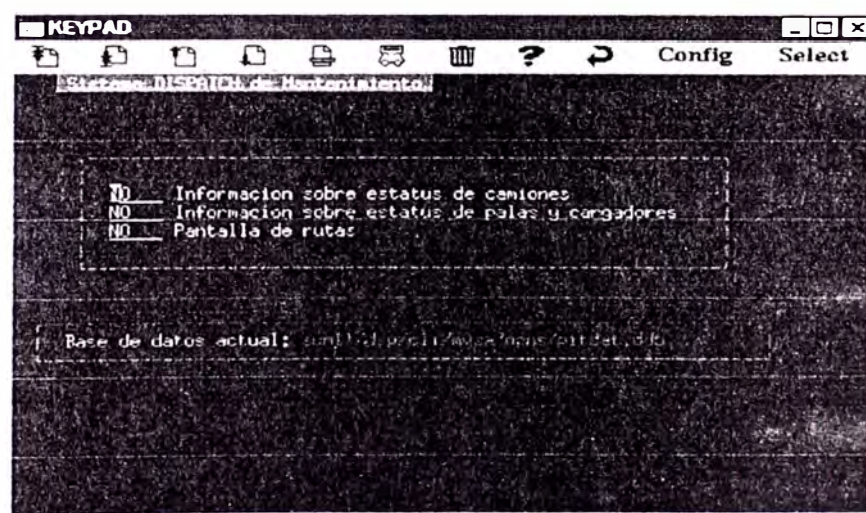 KEYPAD
? Config Select
Sistema DISPATCH de Mantenimiento
NO Informacion sobre estatus de camiones
NO Informacion sobre estatus de palas y cargadores
NO Pantalla de rutas
Base de datos actual: